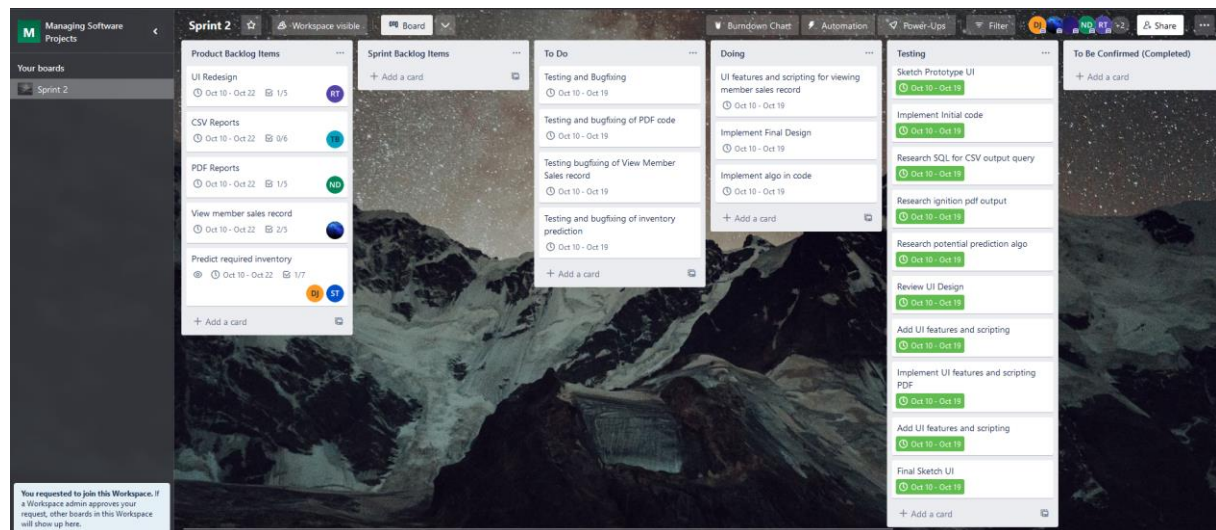 M
Managing Software
Projects
Your boards
Sprint 2
You requested to join this Workspace. If
a Workspace admin approves your
request, other boards in this Workspace
will show up here.
Sprint 2
Workspace visible
Board
Burndown Chart
Automation
Power-Ups
Filter
DJ
ND
RT
+2
Share
Product Backlog Items
UI Redesign
Oct 10 - Oct 22
1/5
RT
CSV Reports
Oct 10 - Oct 22
0/6
TB
PDF Reports
Oct 10 - Oct 22
1/5
ND
View member sales record
Oct 10 - Oct 22
2/5
Predict required inventory
Oct 10 - Oct 22
1/7
DJ
ST
+ Add a card
Sprint Backlog Items
+ Add a card
To Do
Testing and Bugfixing
Oct 10 - Oct 19
Testing and bugfixing of PDF code
Oct 10 - Oct 19
Testing bugfixing of View Member
Sales record
Oct 10 - Oct 19
Testing and bugfixing of inventory
prediction
Oct 10 - Oct 19
+ Add a card
Doing
UI features and scripting for viewing
member sales record
Oct 10 - Oct 19
Implement Final Design
Oct 10 - Oct 19
Implement algo in code
Oct 10 - Oct 19
+ Add a card
Testing
Sketch Prototype UI
Oct 10 - Oct 19
Implement Initial code
Oct 10 - Oct 19
Research SQL for CSV output query
Oct 10 - Oct 19
Research ignition pdf output
Oct 10 - Oct 19
Research potential prediction algo
Oct 10 - Oct 19
Review UI Design
Oct 10 - Oct 19
Add UI features and scripting
Oct 10 - Oct 19
Implement UI features and scripting
PDF
Oct 10 - Oct 19
Add UI features and scripting
Oct 10 - Oct 19
Final Sketch UI
Oct 10 - Oct 19
+ Add a card
To Be Confirmed (Completed)
+ Add a card